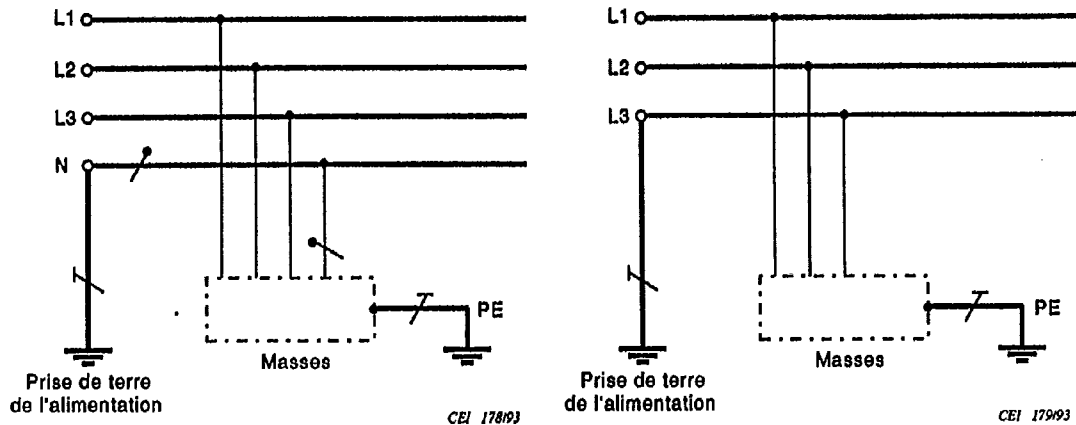 L1
L2
L3
N
PE
Masses
Prise de terre
de l'alimentation
CEI 178/93
L1
L2
L3
PE
Masses
Prise de terre
de l'alimentation
CEI 179/93